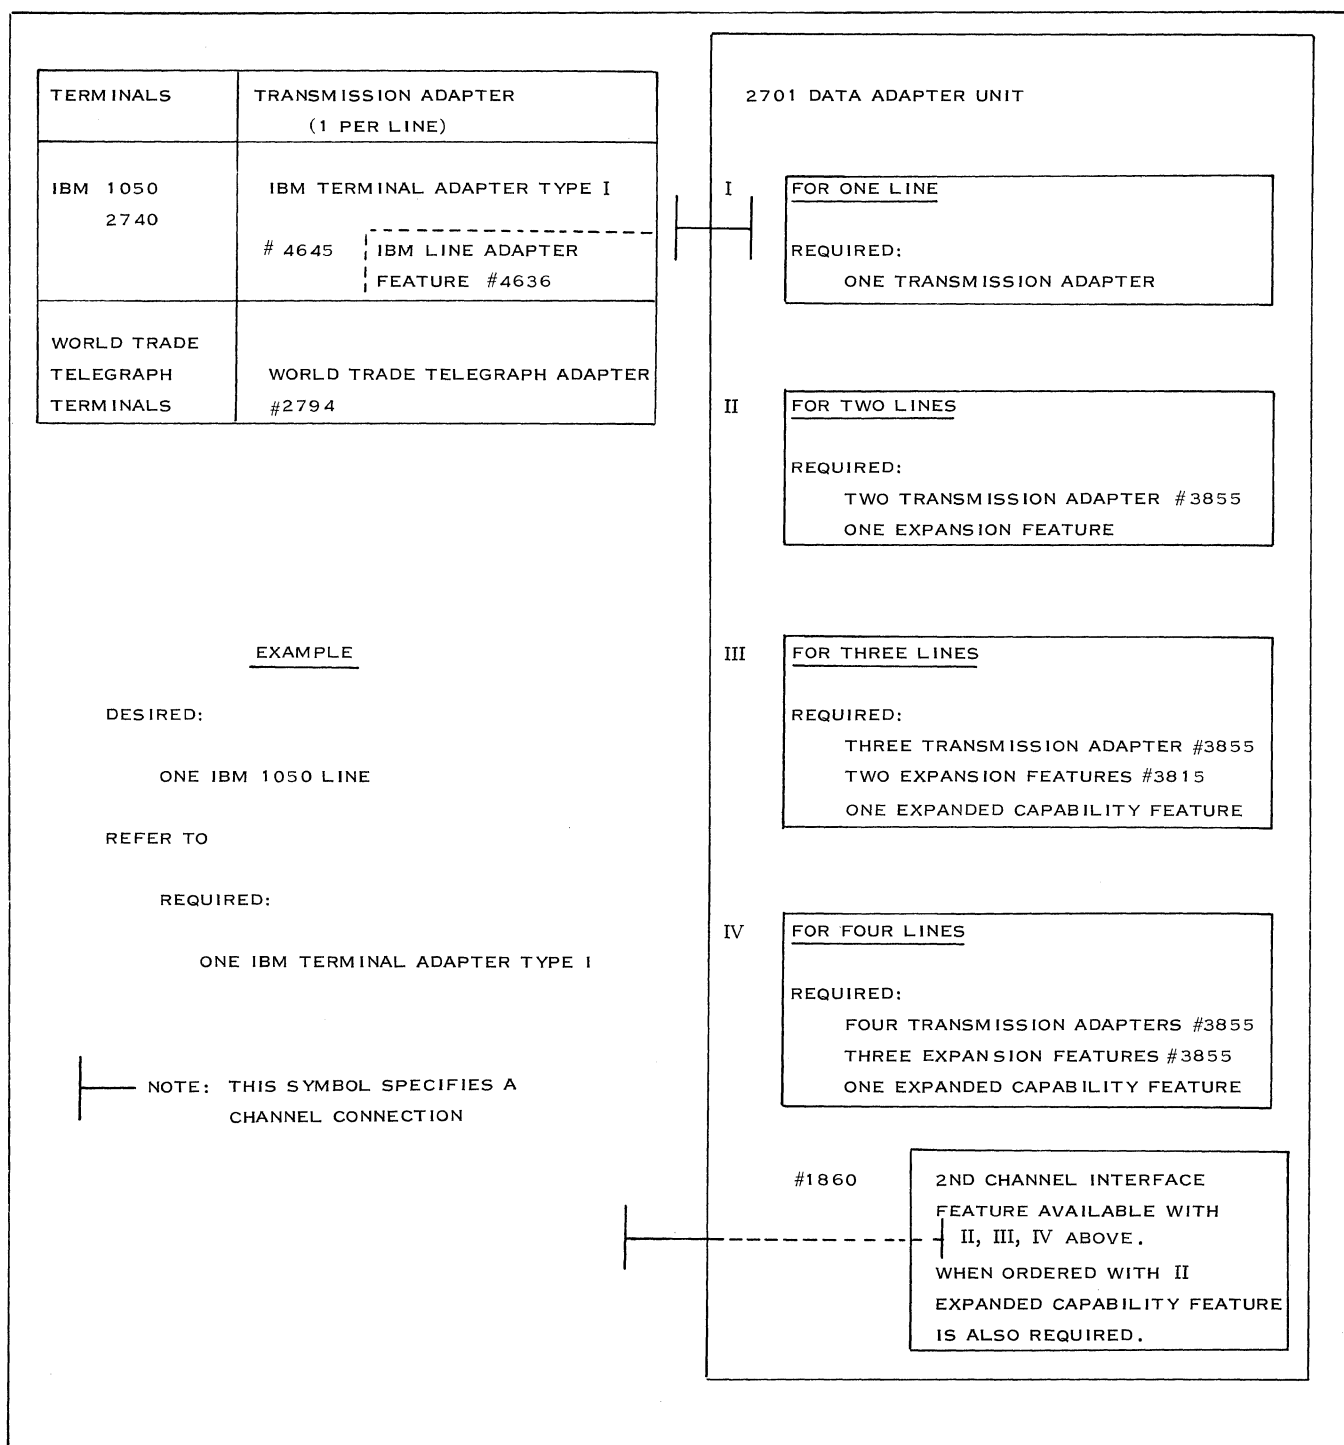 TERMINALS
TRANSMISSION ADAPTER
(1 PER LINE)
IBM 1050
2740
IBM TERMINAL ADAPTER TYPE I
# 4645
IBM LINE ADAPTER
FEATURE #4636
WORLD TRADE
TELEGRAPH
TERMINALS
WORLD TRADE TELEGRAPH ADAPTER
#2794
EXAMPLE
DESIRED:
ONE IBM 1050 LINE
REFER TO
REQUIRED:
ONE IBM TERMINAL ADAPTER TYPE I
NOTE: THIS SYMBOL SPECIFIES A
CHANNEL CONNECTION
2701 DATA ADAPTER UNIT
I
FOR ONE LINE
REQUIRED:
ONE TRANSMISSION ADAPTER
II
FOR TWO LINES
REQUIRED:
TWO TRANSMISSION ADAPTER #3855
ONE EXPANSION FEATURE
III
FOR THREE LINES
REQUIRED:
THREE TRANSMISSION ADAPTER #3855
TWO EXPANSION FEATURES #3815
ONE EXPANDED CAPABILITY FEATURE
IV
FOR FOUR LINES
REQUIRED:
FOUR TRANSMISSION ADAPTERS #3855
THREE EXPANSION FEATURES #3855
ONE EXPANDED CAPABILITY FEATURE
#1860
2ND CHANNEL INTERFACE
FEATURE AVAILABLE WITH
II, III, IV ABOVE.
WHEN ORDERED WITH II
EXPANDED CAPABILITY FEATURE
IS ALSO REQUIRED.